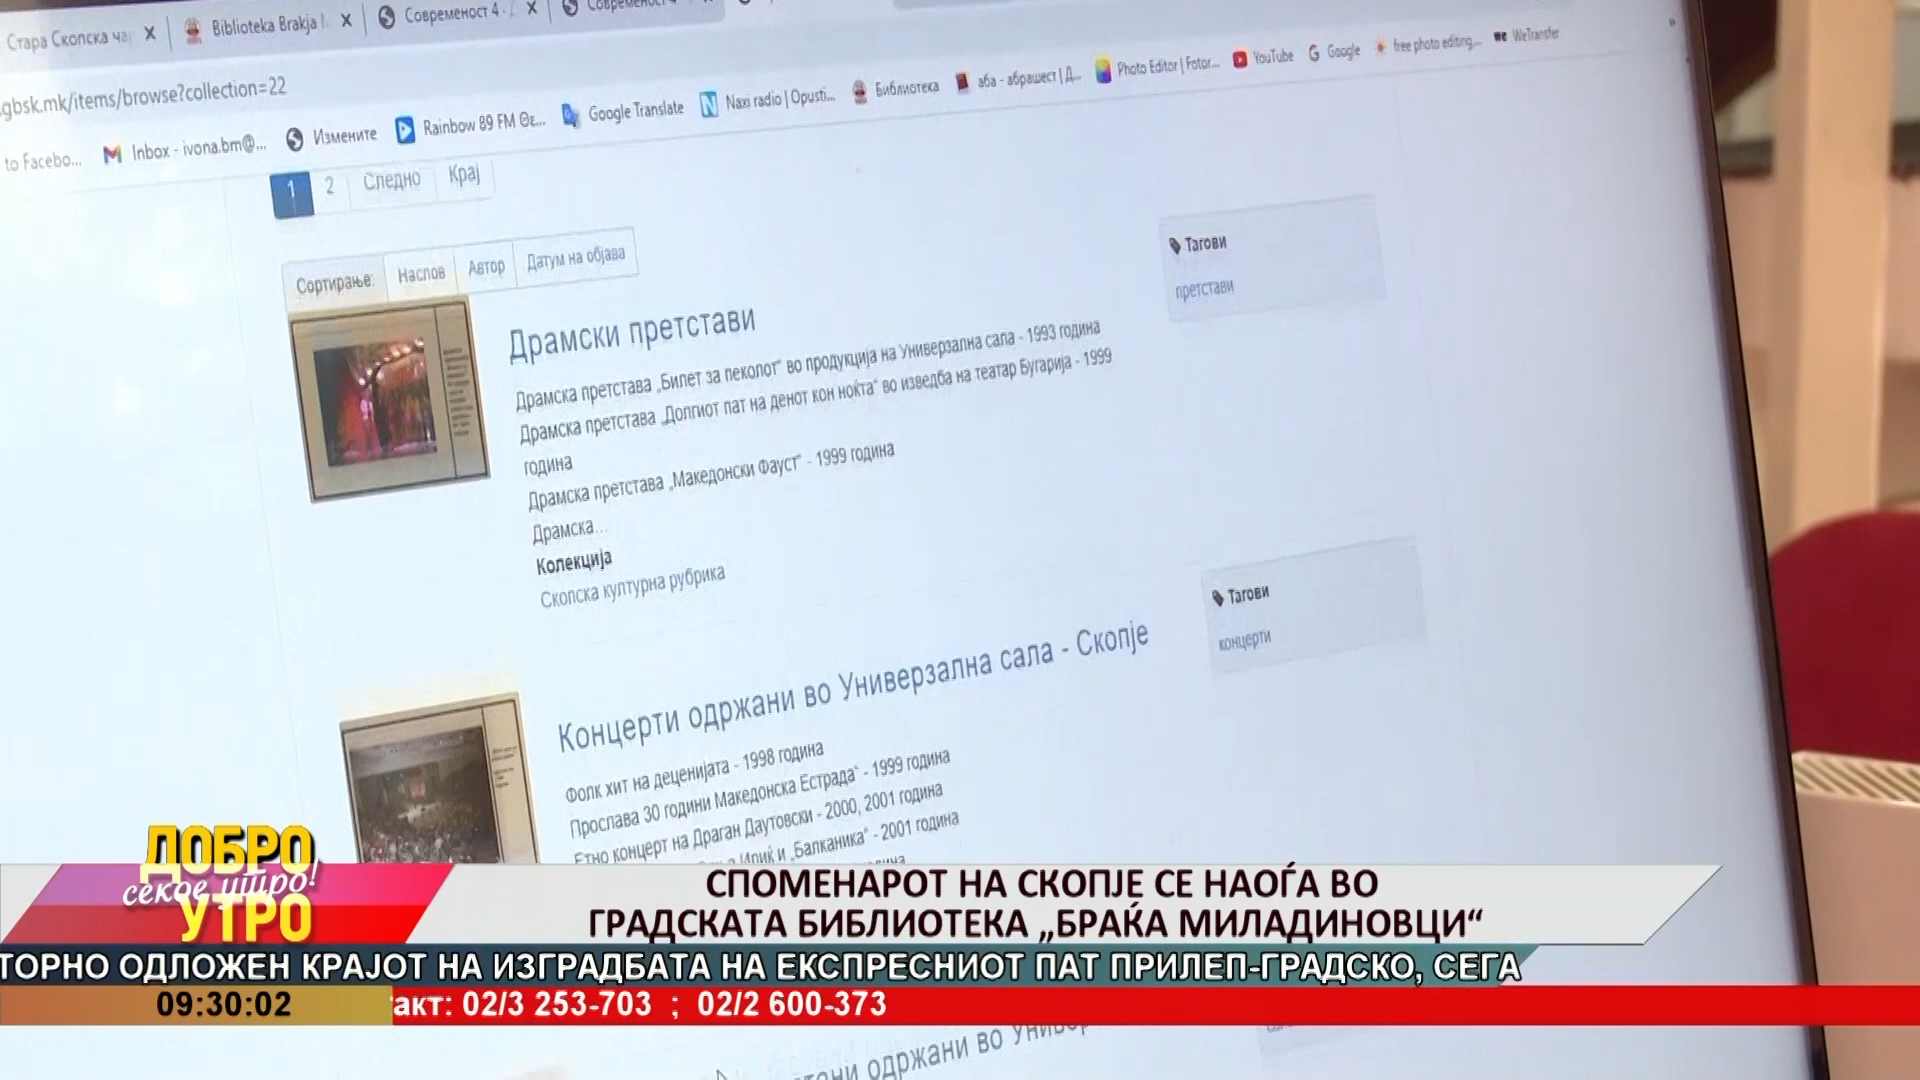 Стара Скопска ча
Biblioteka Brakja
Современост 4
gbsk.mk/items/browse?collection=22
to Facebo...
Inbox - ivona.bm@...
Измените
Rainbow 89 FM Θε...
Google Translate
Naxi radio | Opusti...
Библиотека
аба - абрашест | Д...
Photo Editor | Fotor...
YouTube
Google
free photo editing...
WeTransfer
1 2 Следно Крај
Сортирање: Наслов Автор Датум на објава
Драмски претстави
Драмска претстава „Билет за пеколот“ во продукција на Универзална сала - 1993 година
Драмска претстава „Долгиот пат на денот кон ноќта“ во изведба на театар Бугарија - 1999
година
Драмска претстава „Македонски Фауст“ - 1999 година
Драмска...
Колекција
Скопска културна рубрика
Тагови
претстави
Концерти одржани во Универзална сала - Скопје
Фолк хит на деценијата - 1998 година
Прослава 30 години Македонска Естрада“ - 1999 година
Етно концерт на Драган Даутовски - 2000, 2001 година
и „Балканика“ - 2001 година
Тагови
концерти
ДОБРО
секое утро!
УТРО
СПОМЕНАРОТ НА СКОПЈЕ СЕ НАОЃА ВО
ГРАДСКАТА БИБЛИОТЕКА „БРАЌА МИЛАДИНОВЦИ“
ТОРНО ОДЛОЖЕН КРАЈОТ НА ИЗГРАДБАТА НА ЕКСПРЕСНИОТ ПАТ ПРИЛЕП-ГРАДСКО, СЕГА
09:30:02
акт: 02/3 253-703 ; 02/2 600-373
одржани во